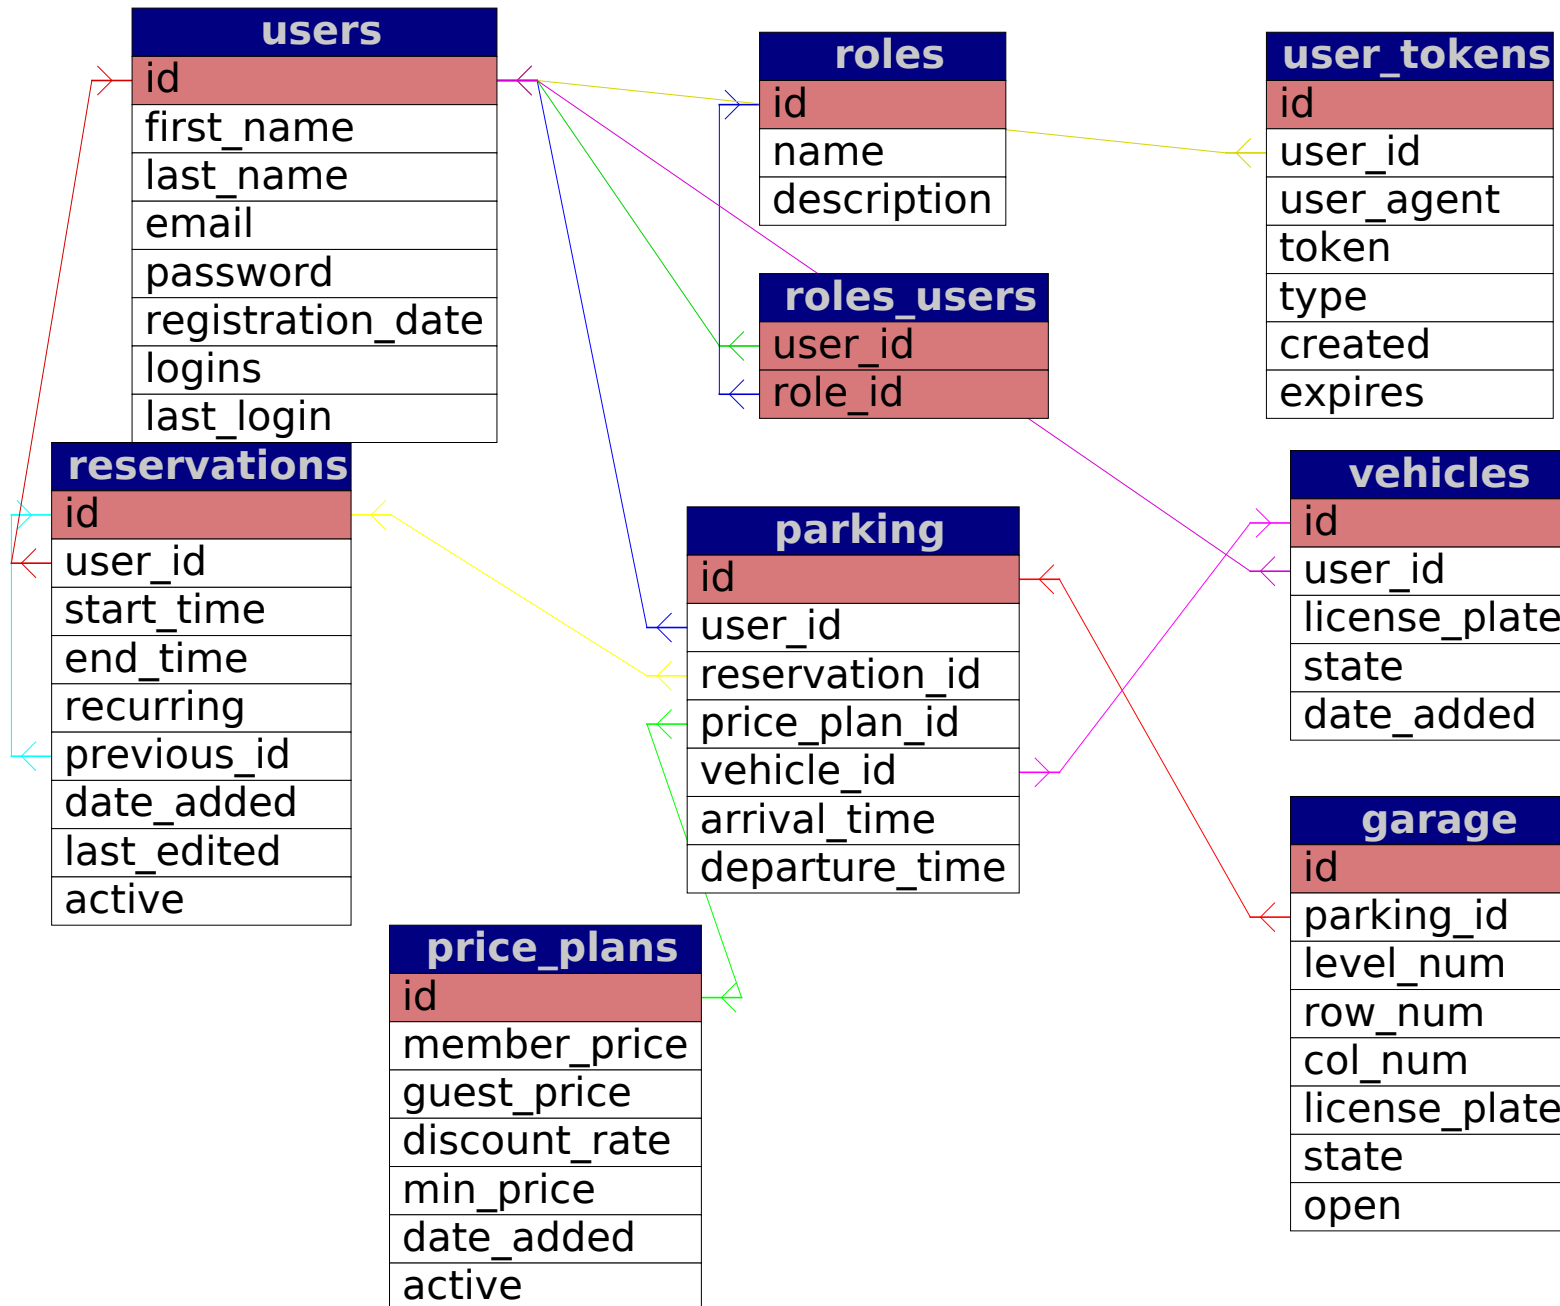 users
id
first_name
last_name
email
password
registration_date
logins
last_login
roles
id
name
description
user_tokens
id
user_id
user_agent
token
type
created
expires
roles_users
user_id
role_id
reservations
id
user_id
start_time
end_time
recurring
previous_id
date_added
last_edited
active
parking
id
user_id
reservation_id
price_plan_id
vehicle_id
arrival_time
departure_time
vehicles
id
user_id
license_plate
state
date_added
garage
id
parking_id
level_num
row_num
col_num
license_plate
state
open
price_plans
id
member_price
guest_price
discount_rate
min_price
date_added
active